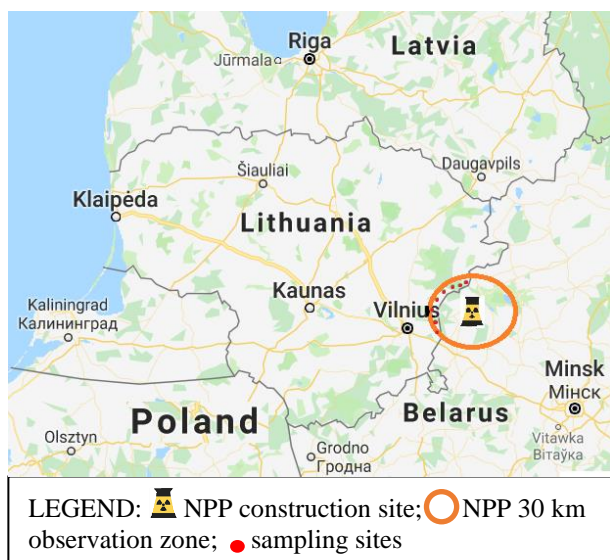 Riga
Latvia
Jūrmala
Daugavpils
Šiauliai
Klaipėda
Lithuania
Kaunas
Vilnius
Kaliningrad
Калининград
Minsk
Мінск
Poland
Belarus
Olsztyn
Grodno
Гродна
Vitawka
Вітаўка
LEGEND: NPP construction site; NPP 30 km
observation zone; sampling sites